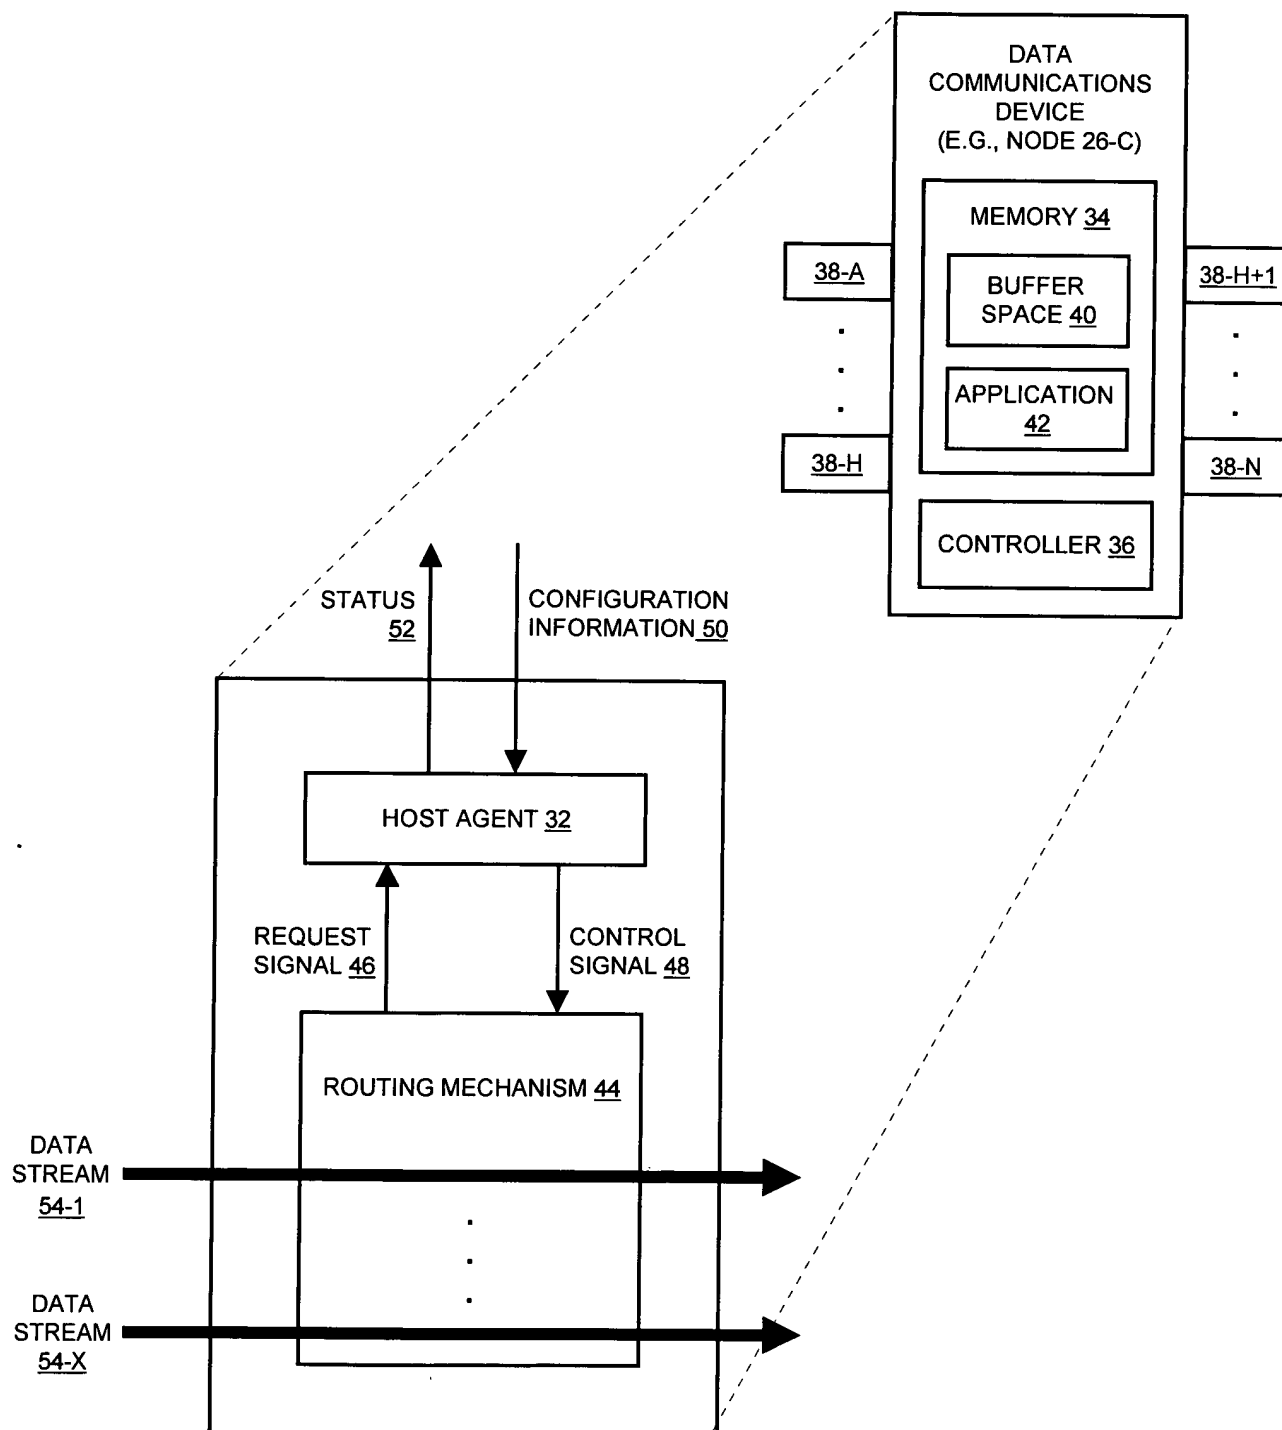 DATA
COMMUNICATIONS
DEVICE
(E.G., NODE 26-C)
MEMORY 34
38-A
BUFFER
SPACE 40
38-H+1
APPLICATION
42
38-H
38-N
CONTROLLER 36
STATUS
52
CONFIGURATION
INFORMATION 50
HOST AGENT 32
REQUEST
SIGNAL 46
CONTROL
SIGNAL 48
ROUTING MECHANISM 44
DATA
STREAM
54-1
DATA
STREAM
54-X